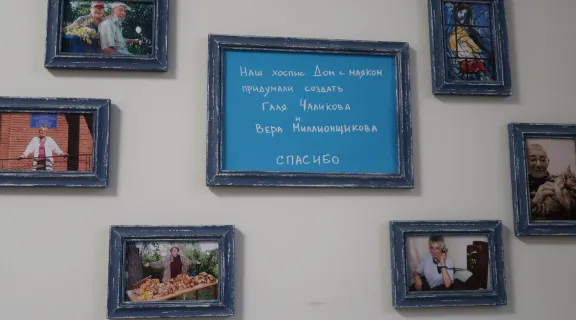 Наш хоспис Дом с маяком
придумали создать
Галя Чаликова
и
Вера Миллионщикова
СПАСИБО